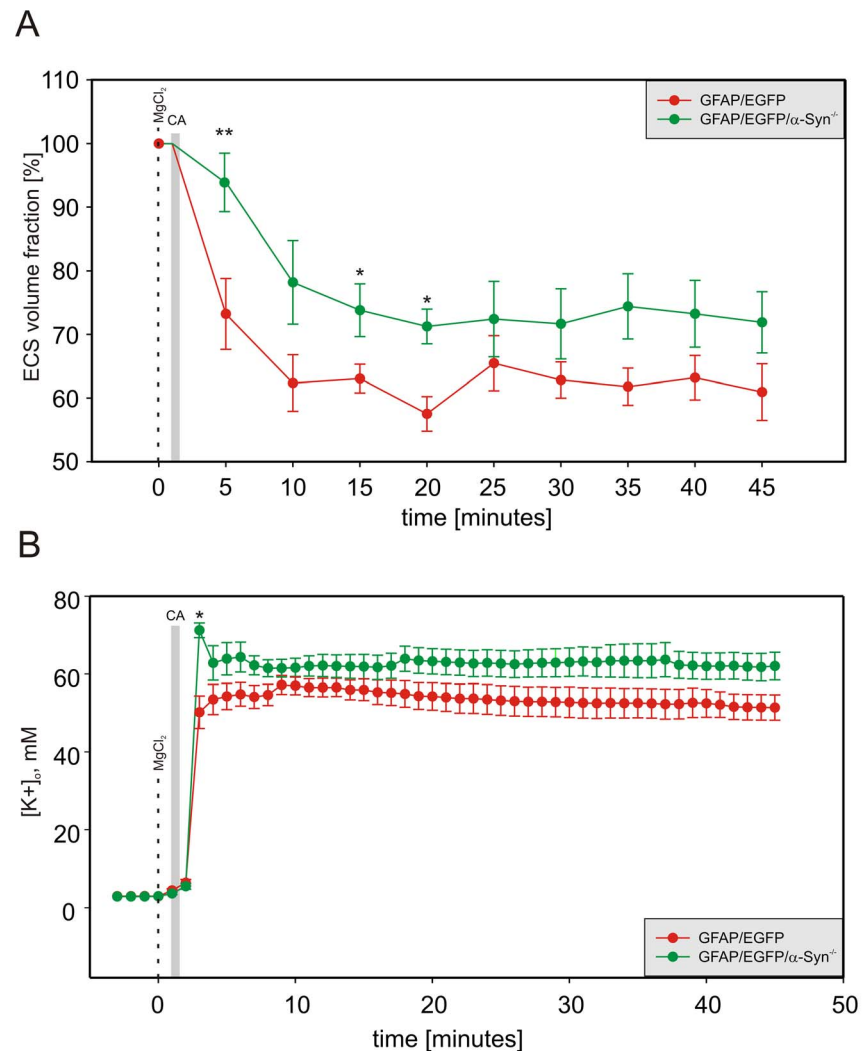 A
110
100
90
80
70
60
50
ECS volume fraction [%]
MgCl₂
CA
**
*
*
GFAP/EGFP
GFAP/EGFP/α-Syn⁻/⁻
0 5 10 15 20 25 30 35 40 45
time [minutes]
B
80
60
40
20
0
[K+]ₒ, mM
MgCl₂
CA
*
GFAP/EGFP
GFAP/EGFP/α-Syn⁻/⁻
0 10 20 30 40 50
time [minutes]